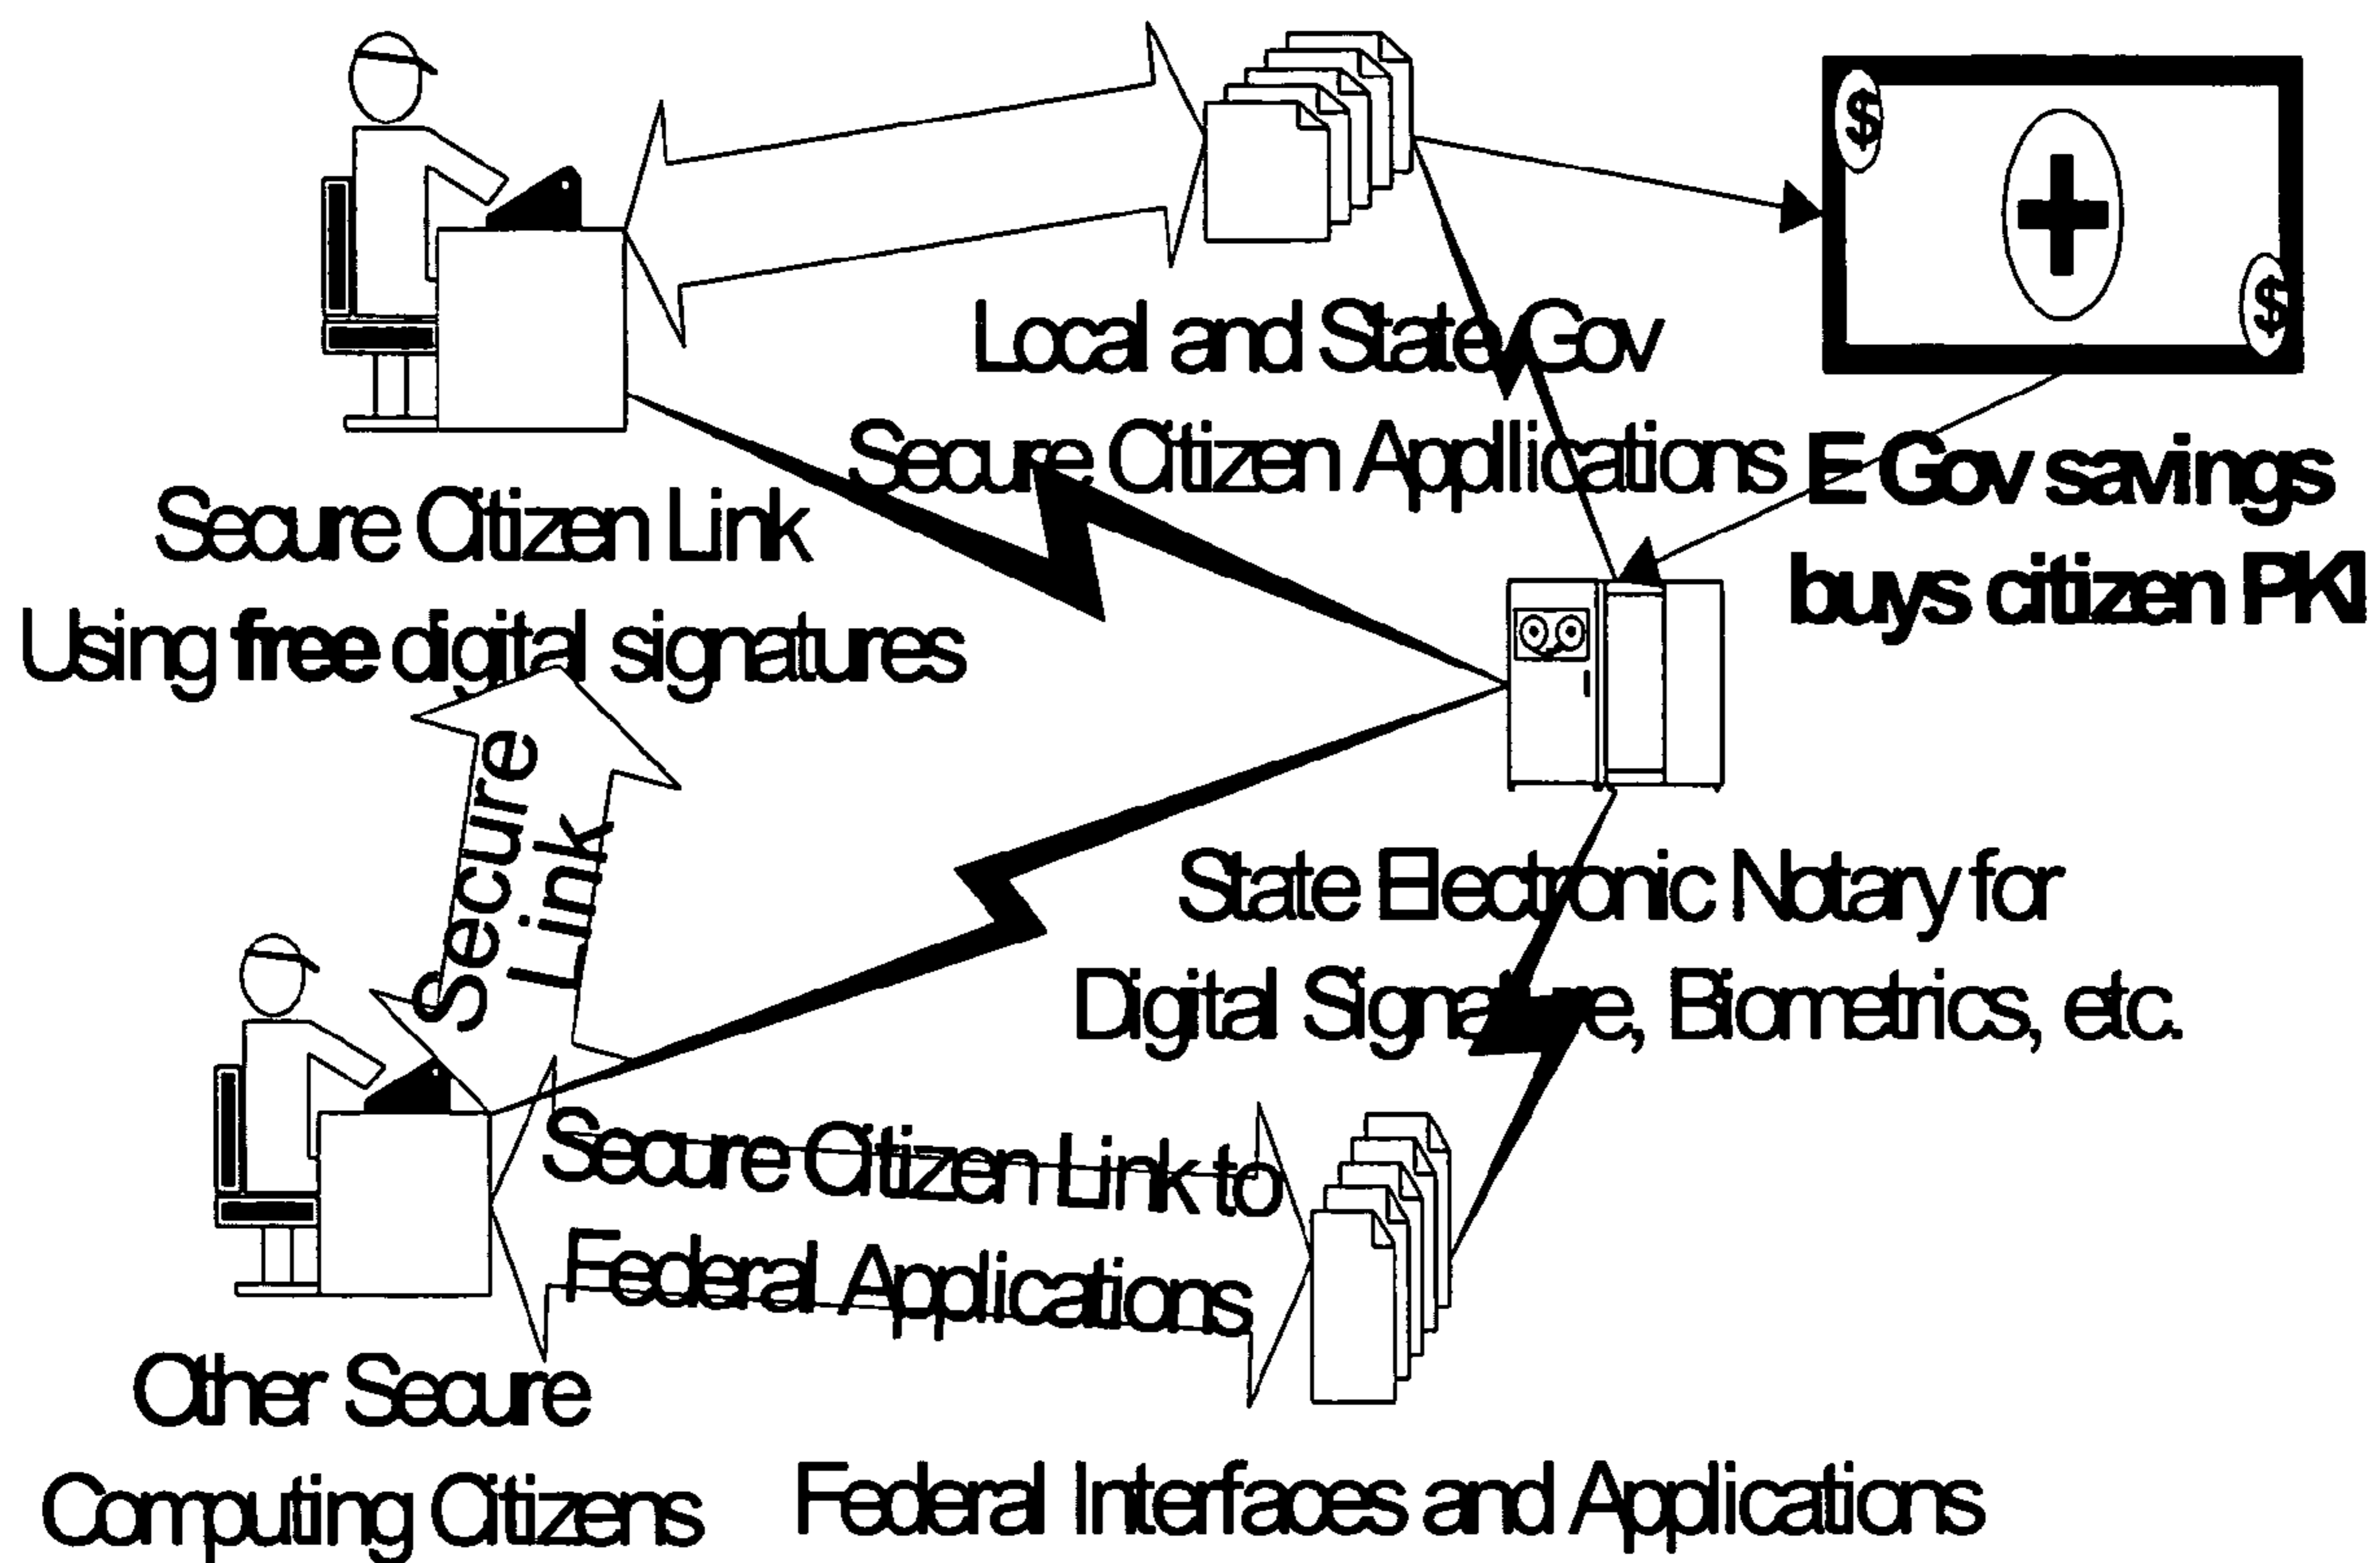 $
$
Local and State Gov
Secure Citizen Appllications
E Gov savings
buys citizen PKI
Secure Citizen Link
Using free digital signatures
Secure
Link
State Electronic Notary for
Digital Signature, Biometrics, etc.
Secure Citizen Link to
Federal Applications
Other Secure
Computing Citizens
Federal Interfaces and Applications